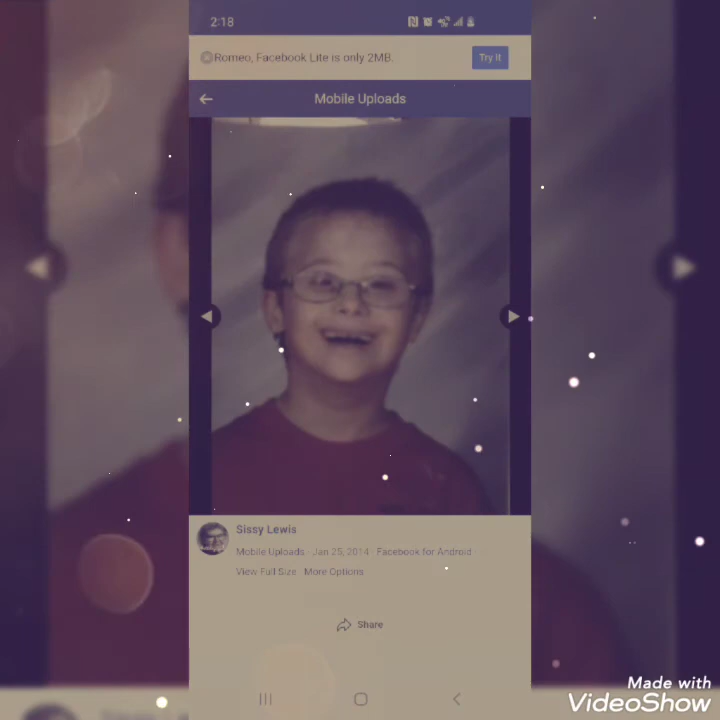 2:18
Romeo, Facebook Lite is only 2MB.
Try It
Mobile Uploads
Sissy Lewis
Mobile Uploads · Jan 25, 2014 · Facebook for Android
View Full Size · More Options
Share
Made with
VideoShow